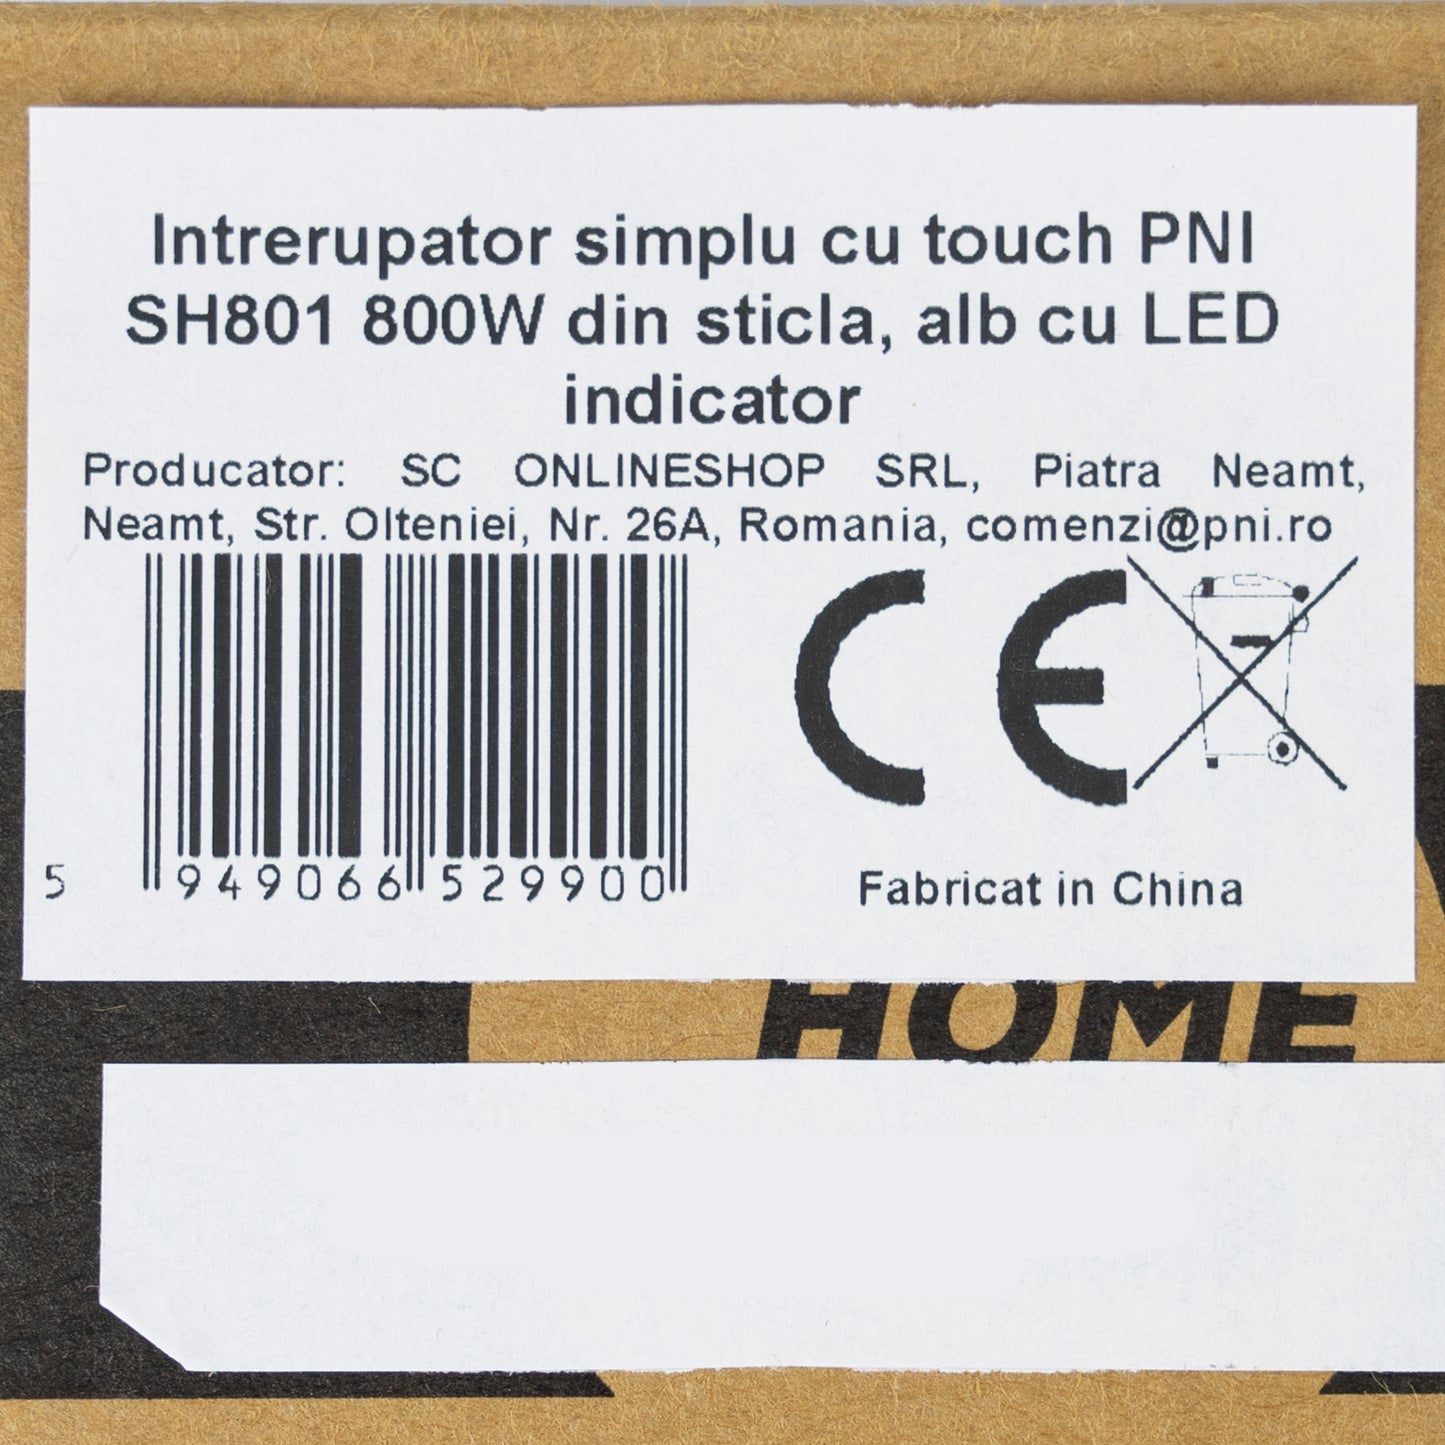 Intrerupator simplu cu touch PNI
SH801 800W din sticla, alb cu LED
indicator
Producator: SC ONLINESHOP SRL, Piatra Neamt,
Neamt, Str. Olteniei, Nr. 26A, Romania, comenzi@pni.ro
5 949066 529900
CE
Fabricat in China
HOME